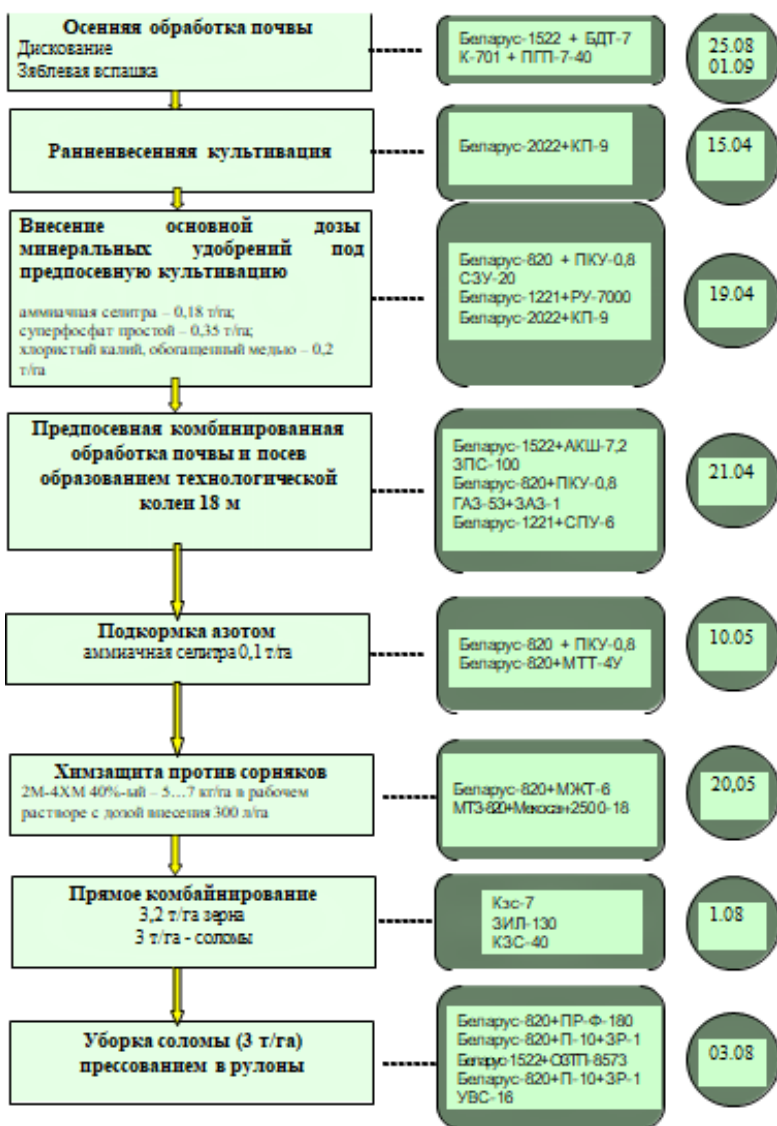 Осенняя обработка почвы
Дискование
Зяблевая вспашка
Беларус-1522 + БДТ-7
К-701 + ПГП-7-40
25.08
01.09
Ранневесенняя культивация
Беларус-2022+КП-9
15.04
Внесение основной дозы
минеральных удобрений под
предпосевную культивацию
аммиачная селитра – 0,18 т/га;
суперфосфат простой – 0,35 т/га;
хлористый калий, обогащенный медью – 0,2
т/га
Беларус-820 + ПКУ-0,8
СЗУ-20
Беларус-1221+РУ-7000
Беларус-2022+КП-9
19.04
Предпосевная комбинированная
обработка почвы и посев
образованием технологической
колеи 18 м
Беларус-1522+АКШ-7,2
ЗПС-100
Беларус-820+ПКУ-0,8
ГАЗ-53+ЗАЗ-1
Беларус-1221+СПУ-6
21.04
Подкормка азотом
аммиачная селитра 0,1 т/га
Беларус-820 + ПКУ-0,8
Беларус-820+МТТ-4У
10.05
Химзащита против сорняков
2М-4ХМ 40%-ый – 5…7 кг/га в рабочем
растворе с дозой внесения 300 л/га
Беларус-820+МЖТ-6
МТЗ-820+Мекосан+2500-18
20,05
Прямое комбайнирование
3,2 т/га зерна
3 т/га - соломы
Кзс-7
ЗИЛ-130
КЗС-40
1.08
Уборка соломы (3 т/га)
прессованием в рулоны
Беларус-820+ПР-Ф-180
Беларус-820+П-10+ЗР-1
Беларус-1522+ОЗТП-8573
Беларус-820+П-10+ЗР-1
УВС-16
03.08